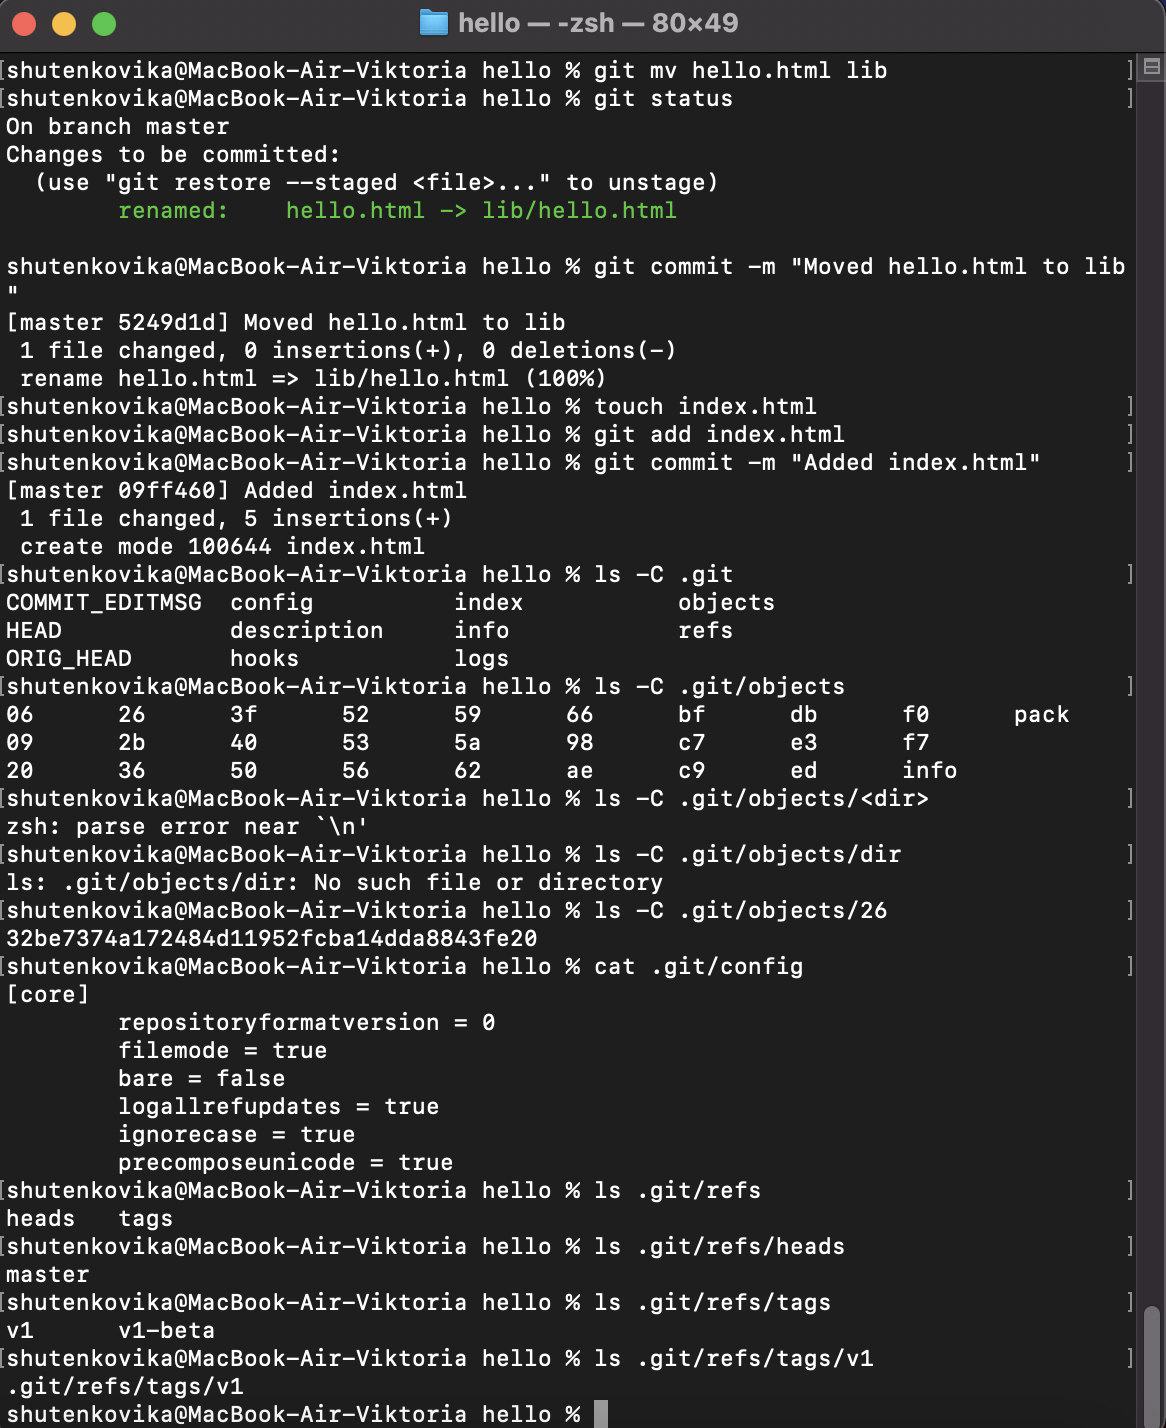 hello — -zsh — 80×49
[shutenkovika@MacBook-Air-Viktoria hello % git mv hello.html lib ]
[shutenkovika@MacBook-Air-Viktoria hello % git status ]
On branch master
Changes to be committed:
  (use "git restore --staged <file>..." to unstage)
        renamed:    hello.html -> lib/hello.html

shutenkovika@MacBook-Air-Viktoria hello % git commit -m "Moved hello.html to lib
"
[master 5249d1d] Moved hello.html to lib
 1 file changed, 0 insertions(+), 0 deletions(-)
 rename hello.html => lib/hello.html (100%)
[shutenkovika@MacBook-Air-Viktoria hello % touch index.html ]
[shutenkovika@MacBook-Air-Viktoria hello % git add index.html ]
[shutenkovika@MacBook-Air-Viktoria hello % git commit -m "Added index.html" ]
[master 09ff460] Added index.html
 1 file changed, 5 insertions(+)
 create mode 100644 index.html
[shutenkovika@MacBook-Air-Viktoria hello % ls -C .git ]
COMMIT_EDITMSG  config          index           objects
HEAD            description     info            refs
ORIG_HEAD       hooks           logs
[shutenkovika@MacBook-Air-Viktoria hello % ls -C .git/objects ]
06      26      3f      52      59      66      bf      db      f0      pack
09      2b      40      53      5a      98      c7      e3      f7
20      36      50      56      62      ae      c9      ed      info
[shutenkovika@MacBook-Air-Viktoria hello % ls -C .git/objects/<dir> ]
zsh: parse error near `\n'
[shutenkovika@MacBook-Air-Viktoria hello % ls -C .git/objects/dir ]
ls: .git/objects/dir: No such file or directory
[shutenkovika@MacBook-Air-Viktoria hello % ls -C .git/objects/26 ]
32be7374a172484d11952fcba14dda8843fe20
[shutenkovika@MacBook-Air-Viktoria hello % cat .git/config ]
[core]
        repositoryformatversion = 0
        filemode = true
        bare = false
        logallrefupdates = true
        ignorecase = true
        precomposeunicode = true
[shutenkovika@MacBook-Air-Viktoria hello % ls .git/refs ]
heads   tags
[shutenkovika@MacBook-Air-Viktoria hello % ls .git/refs/heads ]
master
[shutenkovika@MacBook-Air-Viktoria hello % ls .git/refs/tags ]
v1      v1-beta
[shutenkovika@MacBook-Air-Viktoria hello % ls .git/refs/tags/v1 ]
.git/refs/tags/v1
shutenkovika@MacBook-Air-Viktoria hello %